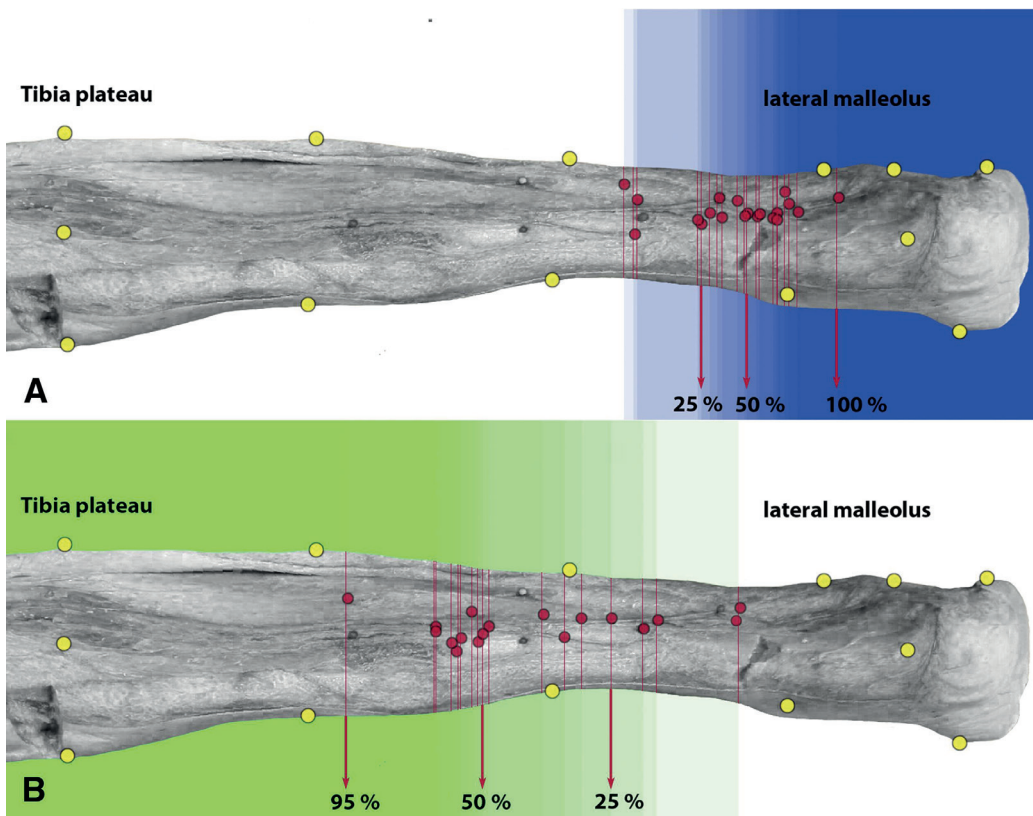 Tibia plateau
lateral malleolus
A
25 %
50 %
100 %
Tibia plateau
lateral malleolus
B
95 %
50 %
25 %